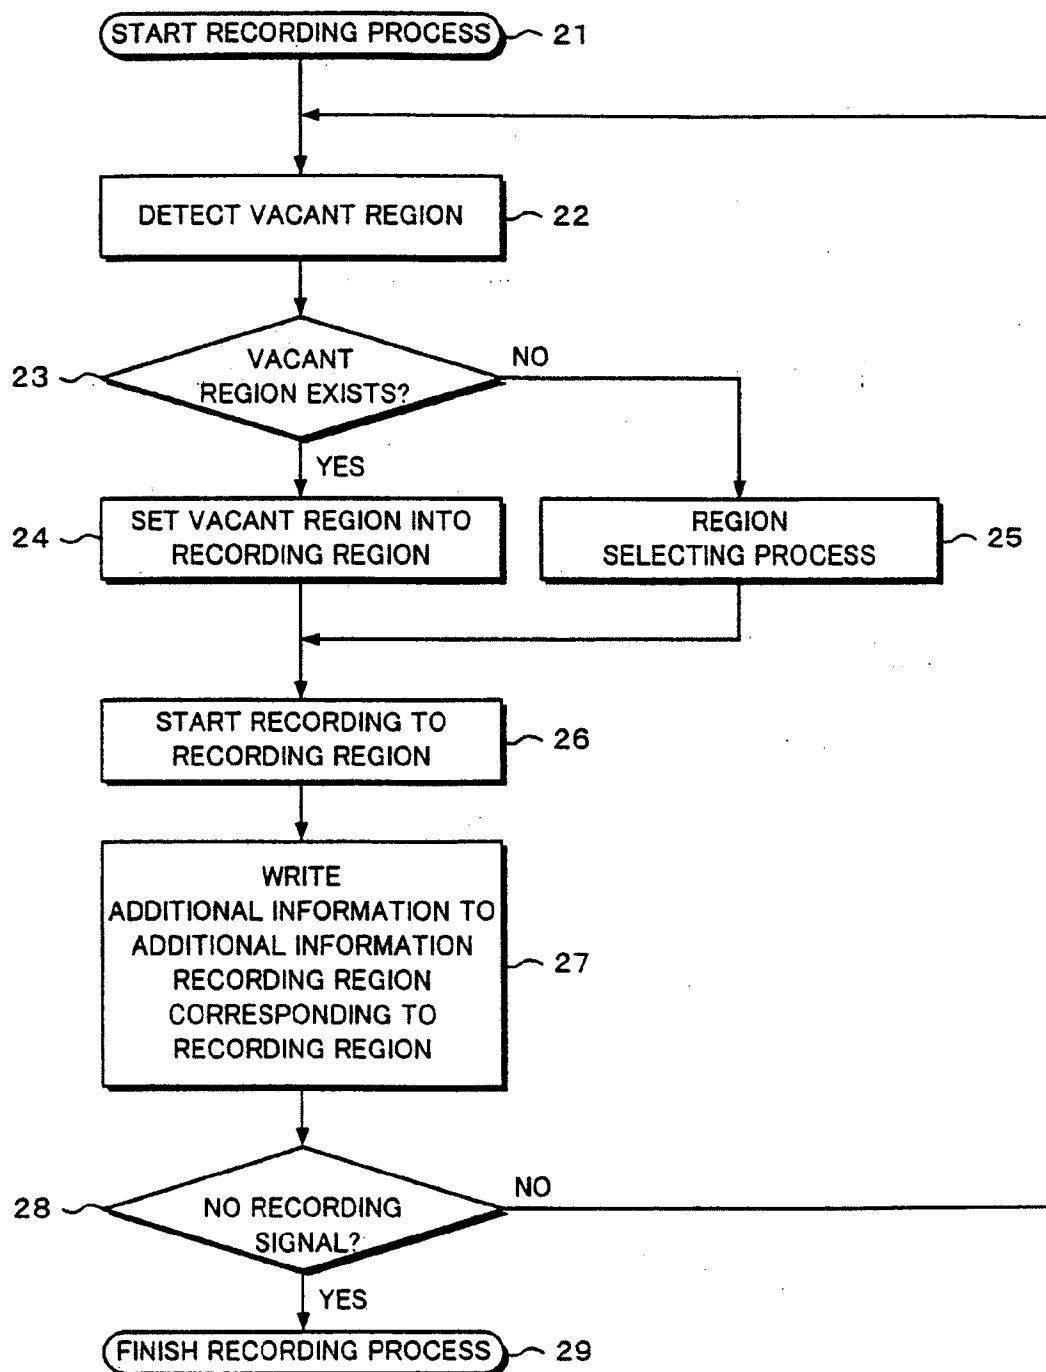 START RECORDING PROCESS
21
DETECT VACANT REGION
22
23
VACANT
REGION EXISTS?
NO
YES
24
SET VACANT REGION INTO
RECORDING REGION
REGION
SELECTING PROCESS
25
START RECORDING TO
RECORDING REGION
26
WRITE
ADDITIONAL INFORMATION TO
ADDITIONAL INFORMATION
RECORDING REGION
CORRESPONDING TO
RECORDING REGION
27
28
NO RECORDING
SIGNAL?
NO
YES
FINISH RECORDING PROCESS
29